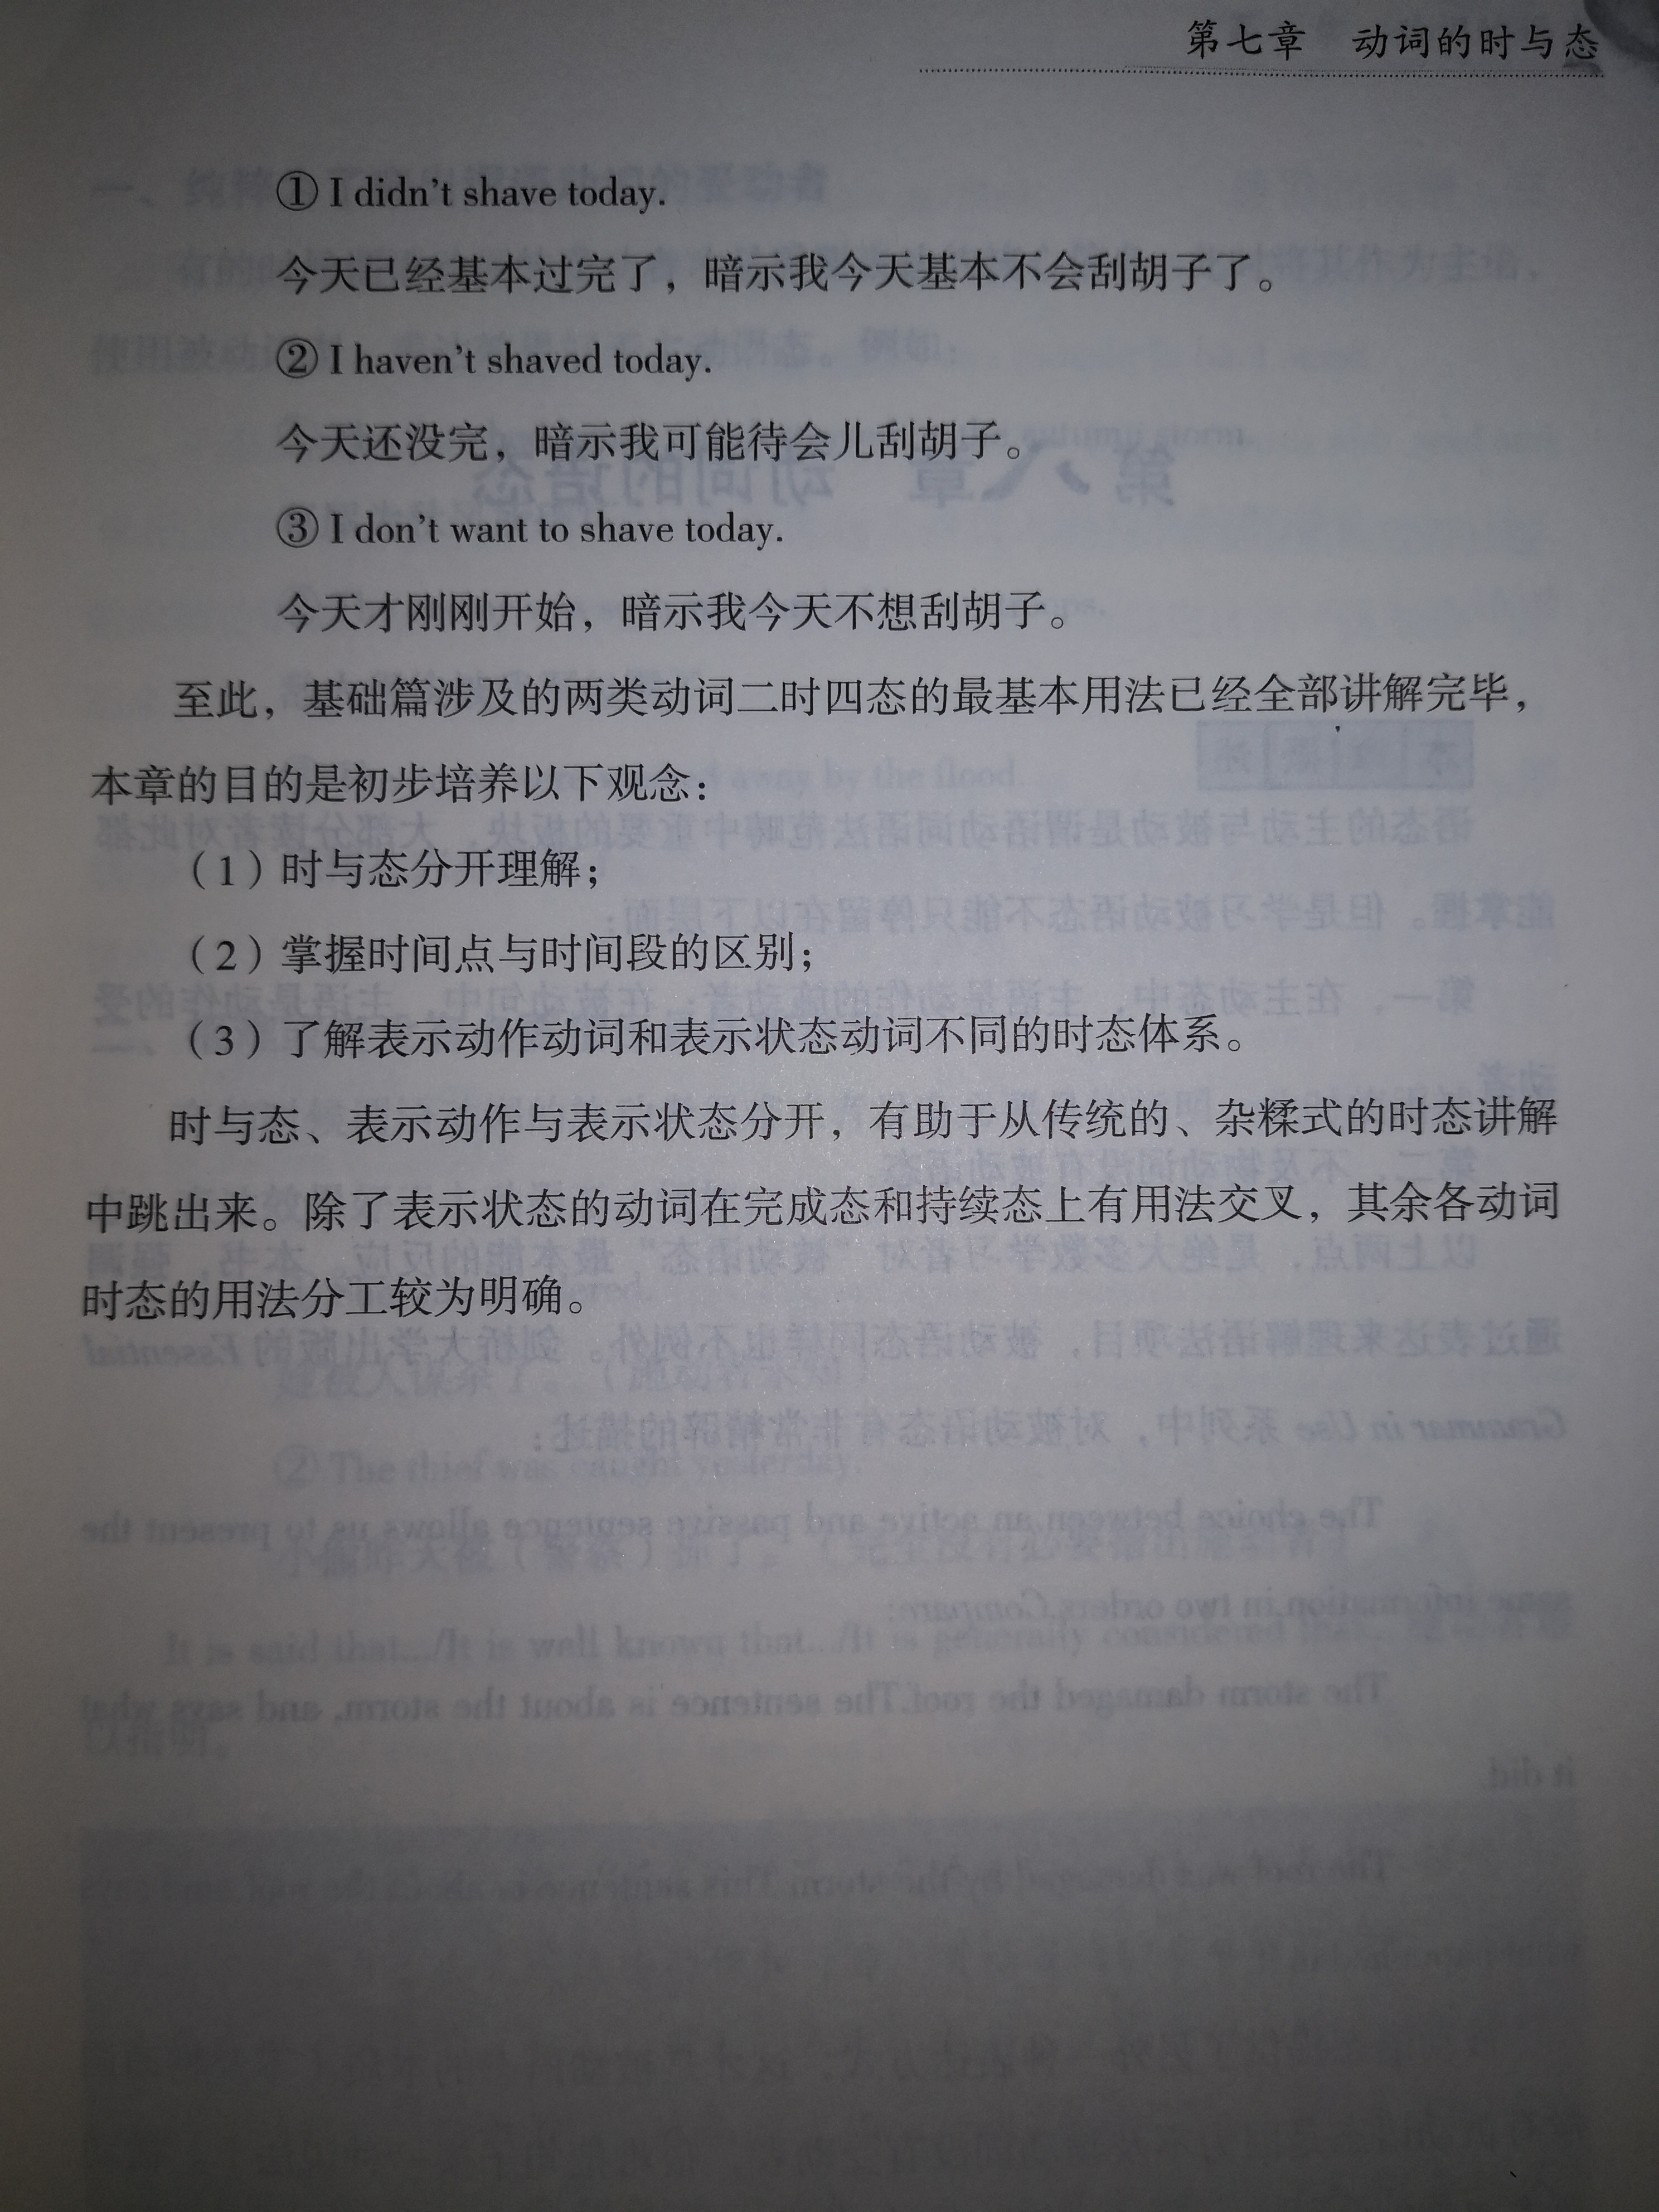 第七章 动词的时与态
① I didn't shave today.
今天已经基本过完了，暗示我今天基本不会刮胡子了。
② I haven't shaved today.
今天还没完，暗示我可能待会儿刮胡子。
③ I don't want to shave today.
今天才刚刚开始，暗示我今天不想刮胡子。
至此，基础篇涉及的两类动词二时四态的最基本用法已经全部讲解完毕，
本章的目的是初步培养以下观念：
（1）时与态分开理解；
（2）掌握时间点与时间段的区别；
（3）了解表示动作动词和表示状态动词不同的时态体系。
时与态、表示动作与表示状态分开，有助于从传统的、杂糅式的时态讲解
中跳出来。除了表示状态的动词在完成态和持续态上有用法交叉，其余各动词
时态的用法分工较为明确。